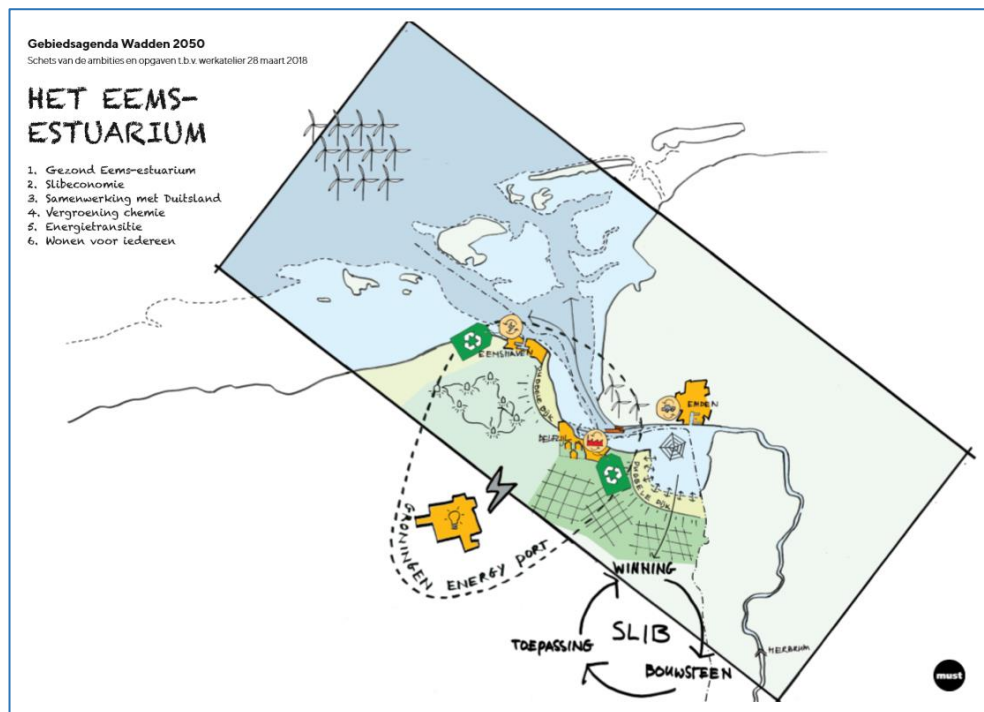 Gebiedsagenda Wadden 2050
Schets van de ambities en opgaven t.b.v. werkatelier 28 maart 2018
HET EEMS-
ESTUARIUM
1. Gezond Eems-estuarium
2. Slibeconomie
3. Samenwerking met Duitsland
4. Vergroening chemie
5. Energietransitie
6. Wonen voor iedereen
EEMSHAVEN
DUBBELE DIJK
EMDEN
DELFZIJL
DUBBELE DIJK
GRONINGEN ENERGY PORT
WINNING
SLIB
TOEPASSING
BOUWSTEEN
HERBRUM
must